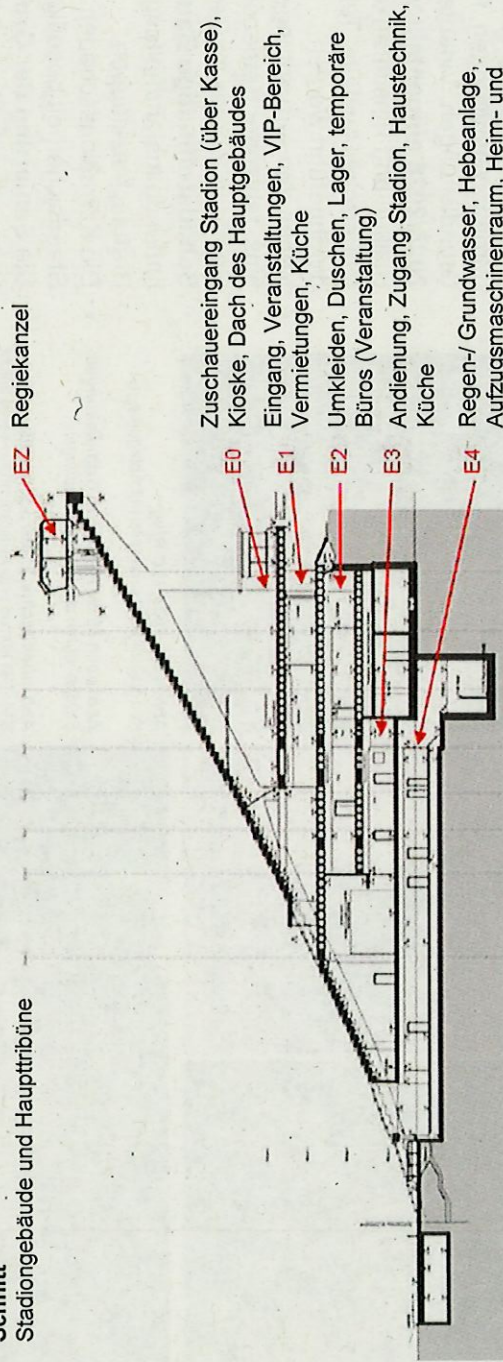 Schnitt
Stadiongebäude und Haupttribüne
EZ
Regiekanzel
E0
Zuschauereingang Stadion (über Kasse),
Kioske, Dach des Hauptgebäudes
E1
Eingang, Veranstaltungen, VIP-Bereich,
Vermietungen, Küche
E2
Umkleiden, Duschen, Lager, temporäre
Büros (Veranstaltung)
E3
Andienung, Zugang Stadion, Haustechnik,
Küche
E4
Regen-/ Grundwasser, Hebeanlage,
Aufzugsmaschinenraum, Heim- und